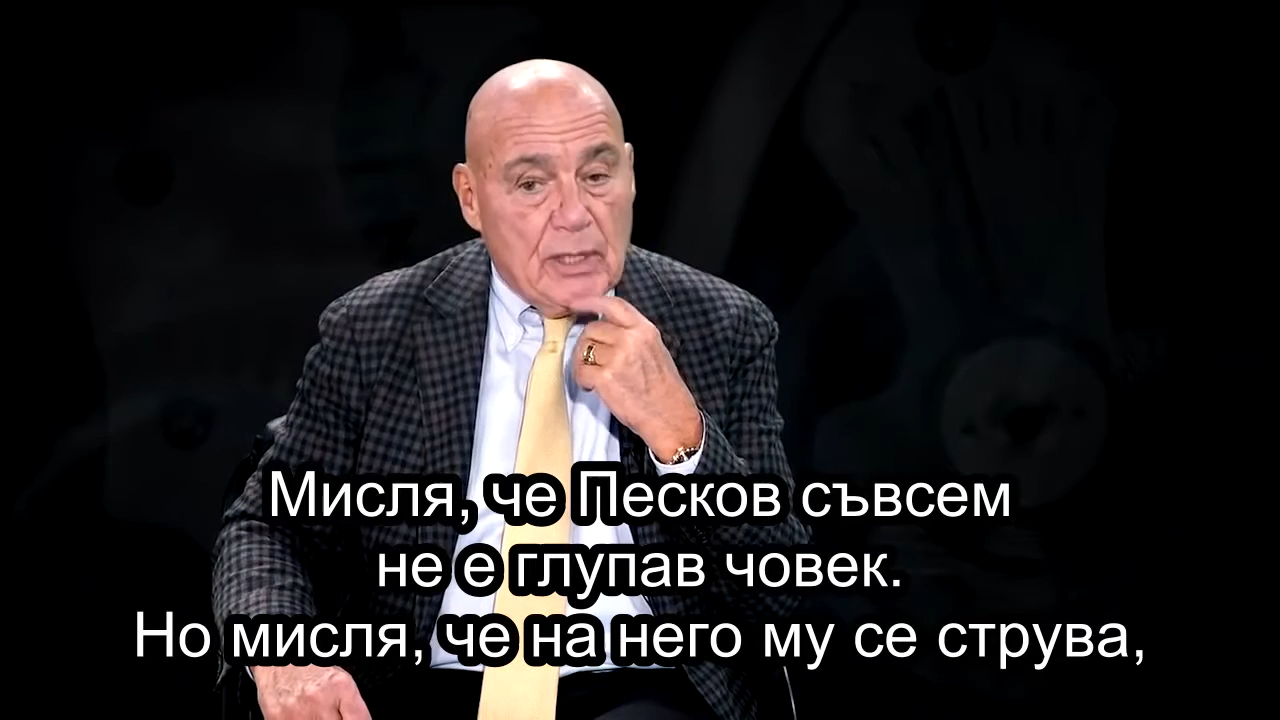 Мисля, че Песков съвсем
не е глупав човек.
Но мисля, че на него му се струва,